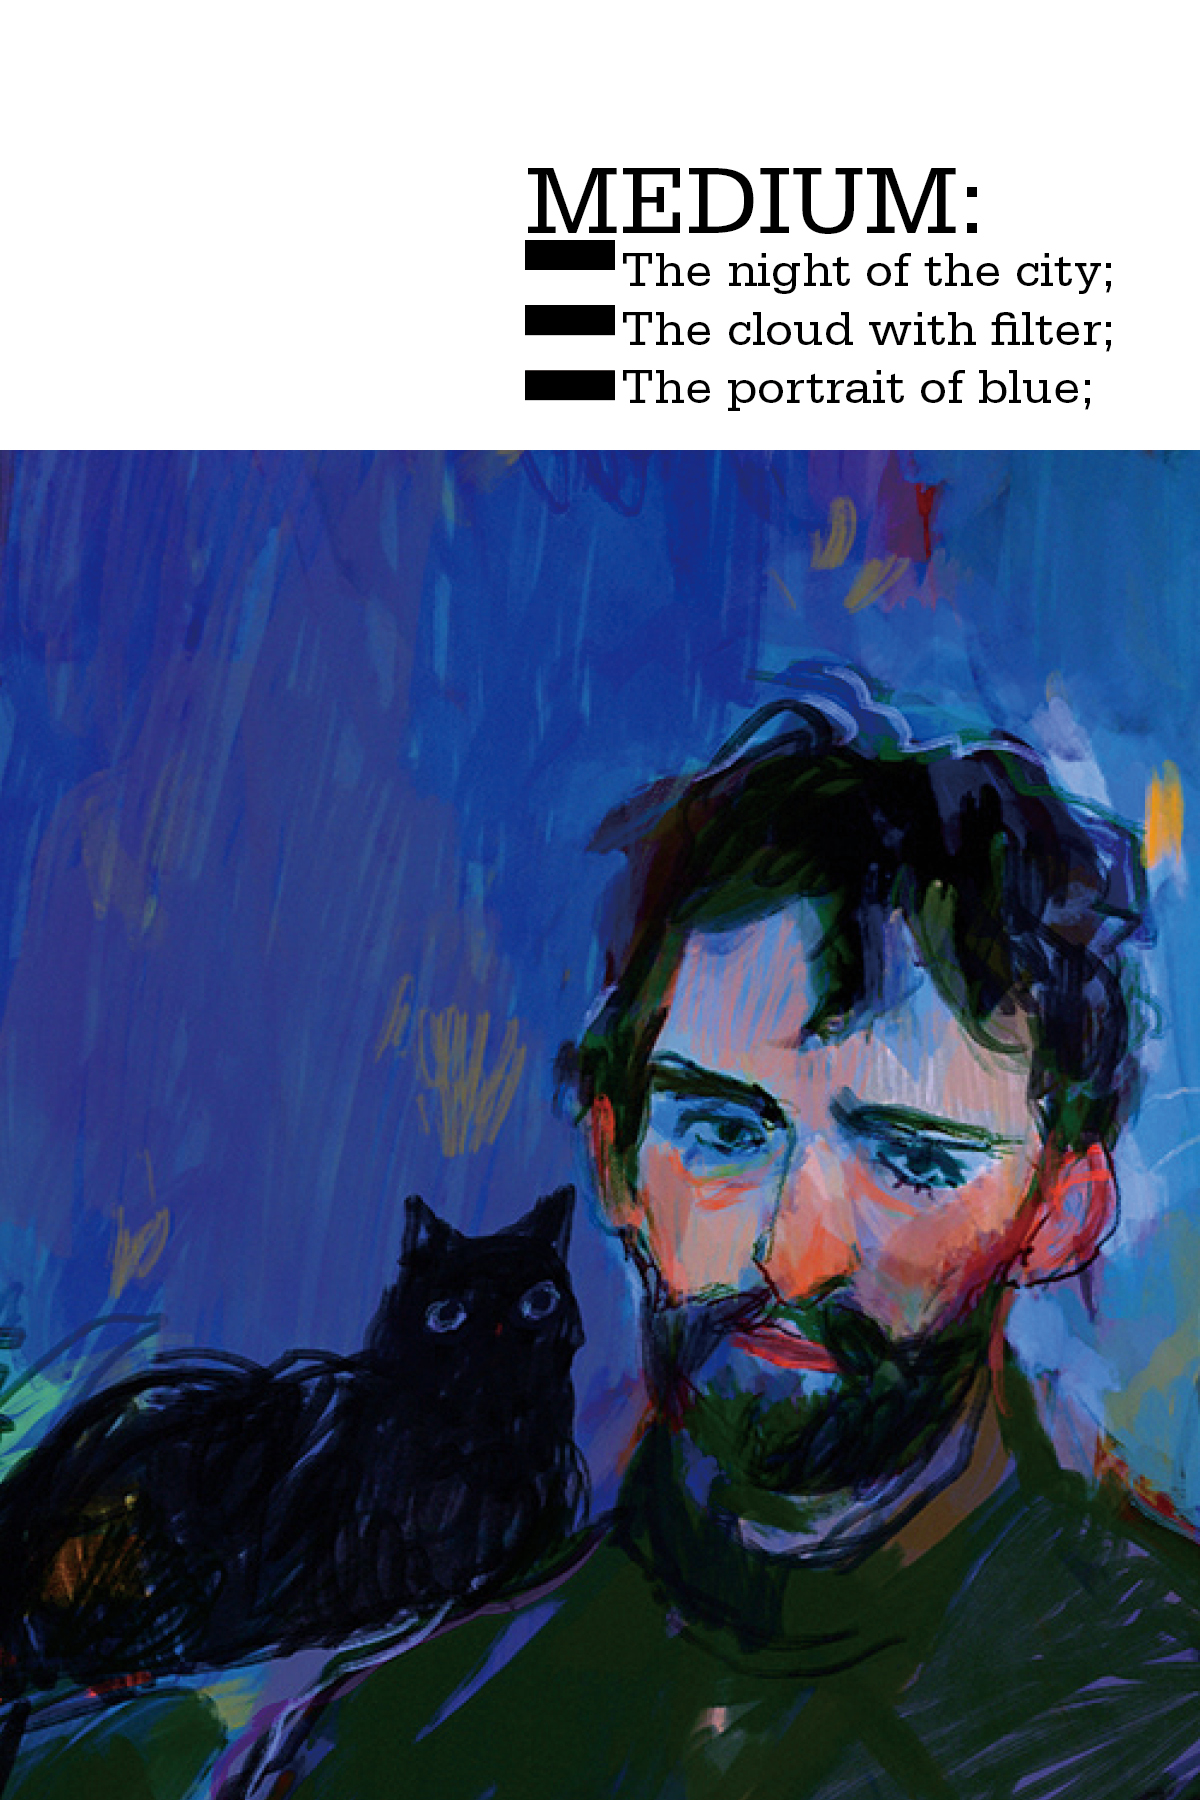 MEDIUM:
The night of the city;
The cloud with filter;
The portrait of blue;